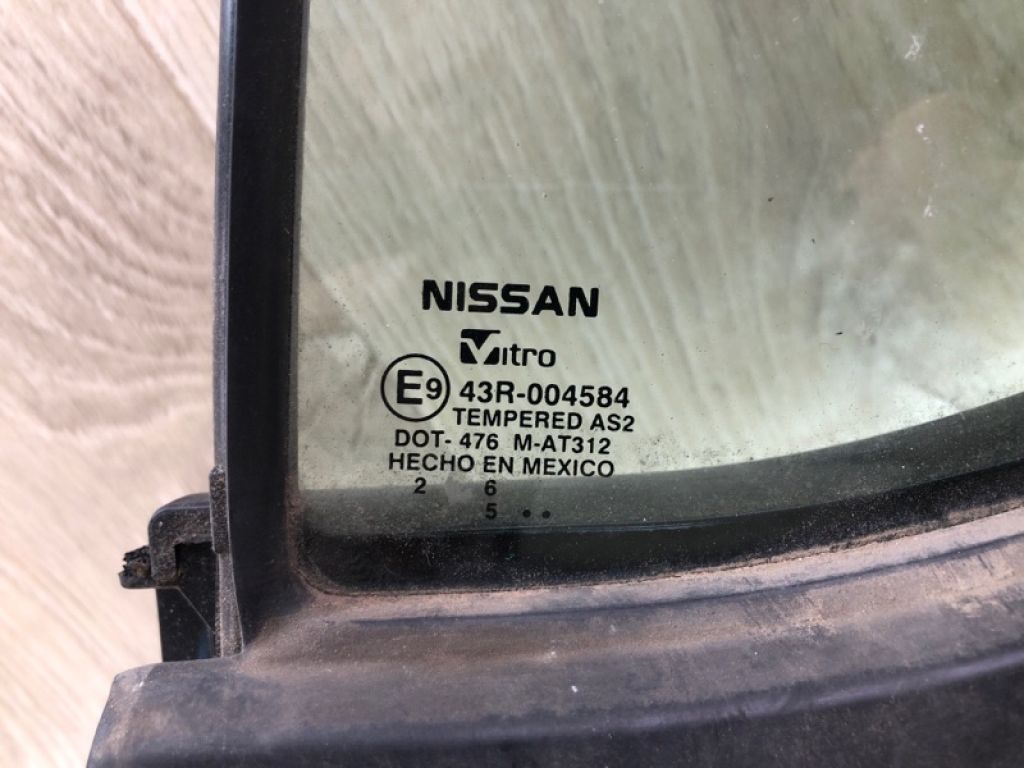 NISSAN
Vitro
E9 43R-004584
TEMPERED AS2
DOT- 476 M-AT312
HECHO EN MEXICO
2 6
5 ••